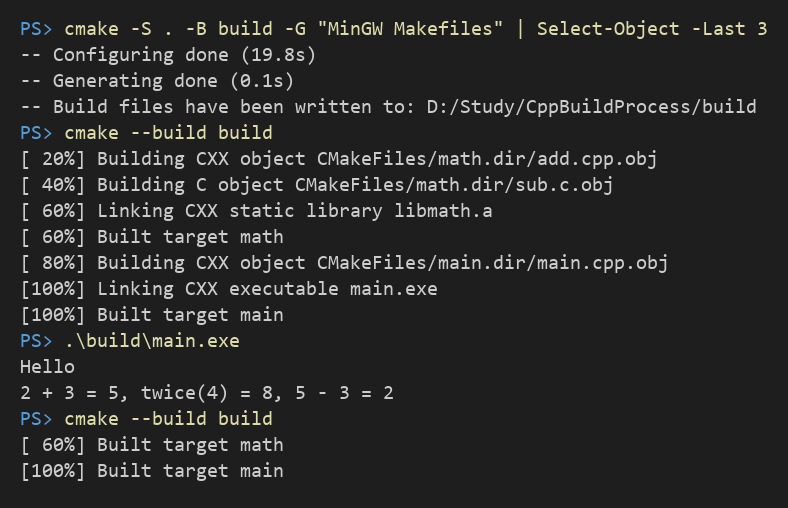 PS> cmake -S . -B build -G "MinGW Makefiles" | Select-Object -Last 3
-- Configuring done (19.8s)
-- Generating done (0.1s)
-- Build files have been written to: D:/Study/CppBuildProcess/build
PS> cmake --build build
[ 20%] Building CXX object CMakeFiles/math.dir/add.cpp.obj
[ 40%] Building C object CMakeFiles/math.dir/sub.c.obj
[ 60%] Linking CXX static library libmath.a
[ 60%] Built target math
[ 80%] Building CXX object CMakeFiles/main.dir/main.cpp.obj
[100%] Linking CXX executable main.exe
[100%] Built target main
PS> .\build\main.exe
Hello
2 + 3 = 5, twice(4) = 8, 5 - 3 = 2
PS> cmake --build build
[ 60%] Built target math
[100%] Built target main